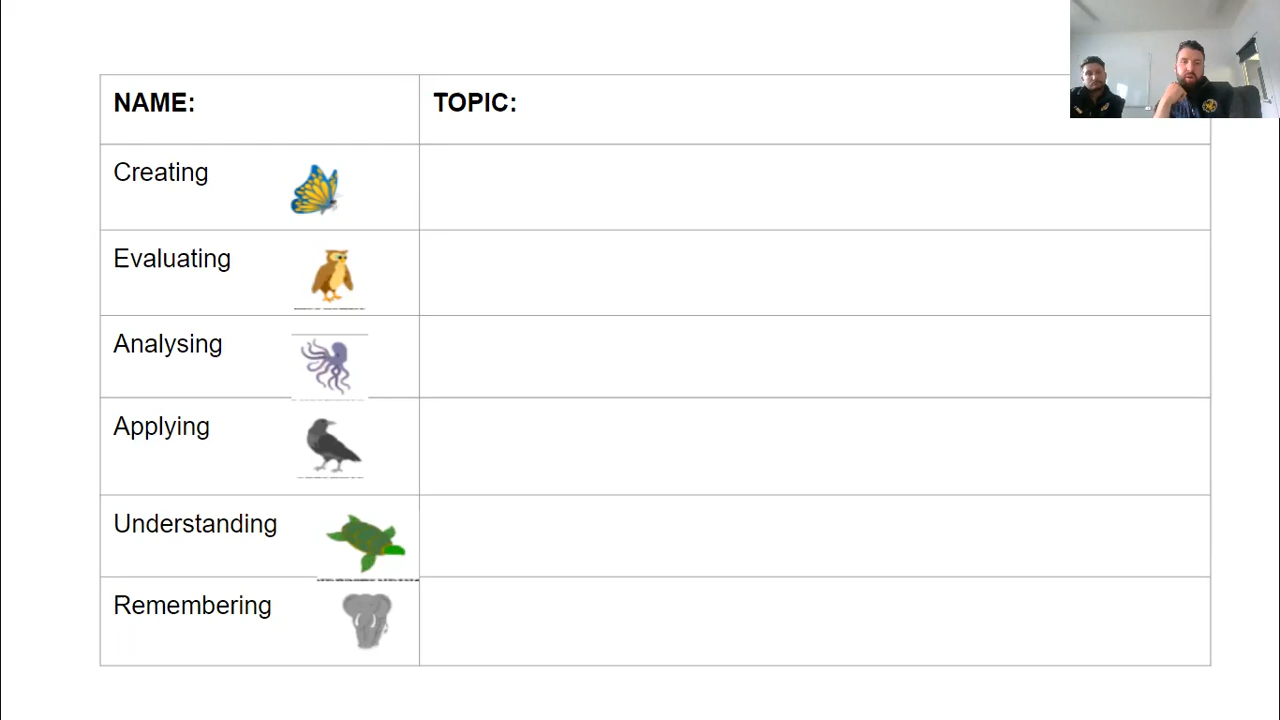 NAME:
TOPIC:
Creating
Evaluating
Analysing
Applying
Understanding
Remembering